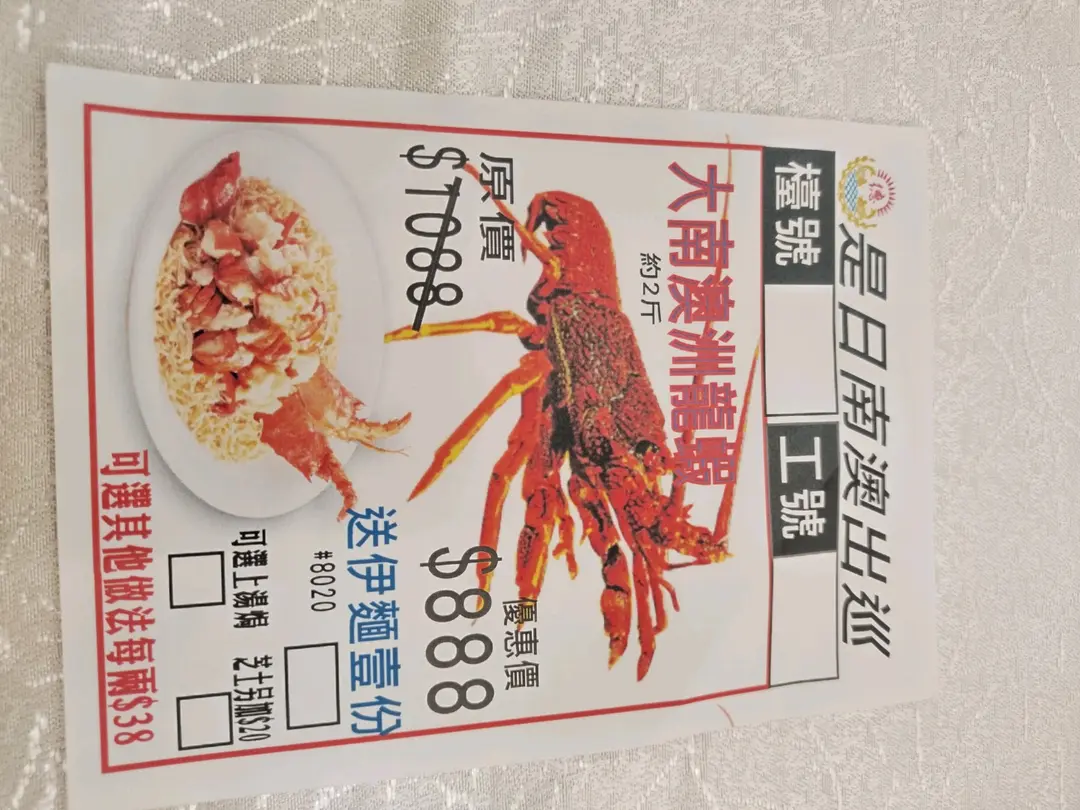 是日南澳出巡
檯號
工號
大南澳洲龍蝦
約2斤
原價
$1088
優惠價
$888
送伊麵壹份
#8020
可選上湯焗
芝士另加$20
可選其他做法每兩$38